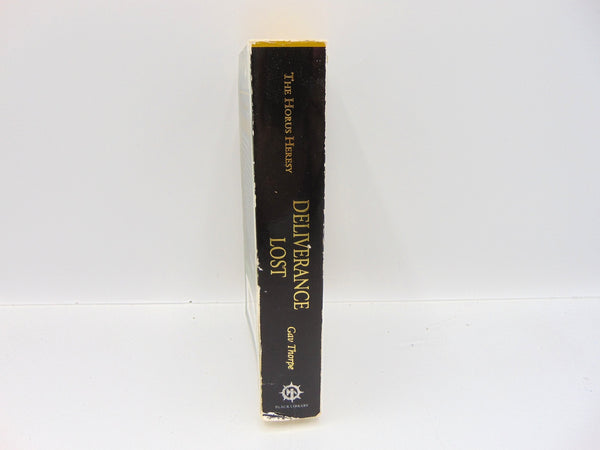 THE HORUS HERESY
DELIVERANCE
LOST
Gav Thorpe
BLACK LIBRARY